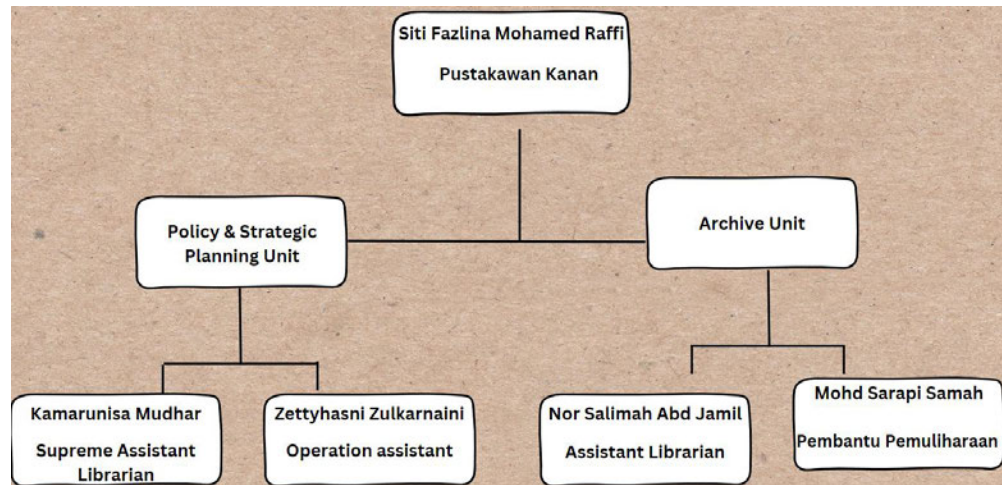 Siti Fazlina Mohamed Raffi
Pustakawan Kanan
Policy & Strategic
Planning Unit
Archive Unit
Kamarunisa Mudhar
Supreme Assistant
Librarian
Zettyhasni Zulkarnaini
Operation assistant
Nor Salimah Abd Jamil
Assistant Librarian
Mohd Sarapi Samah
Pembantu Pemuliharaan